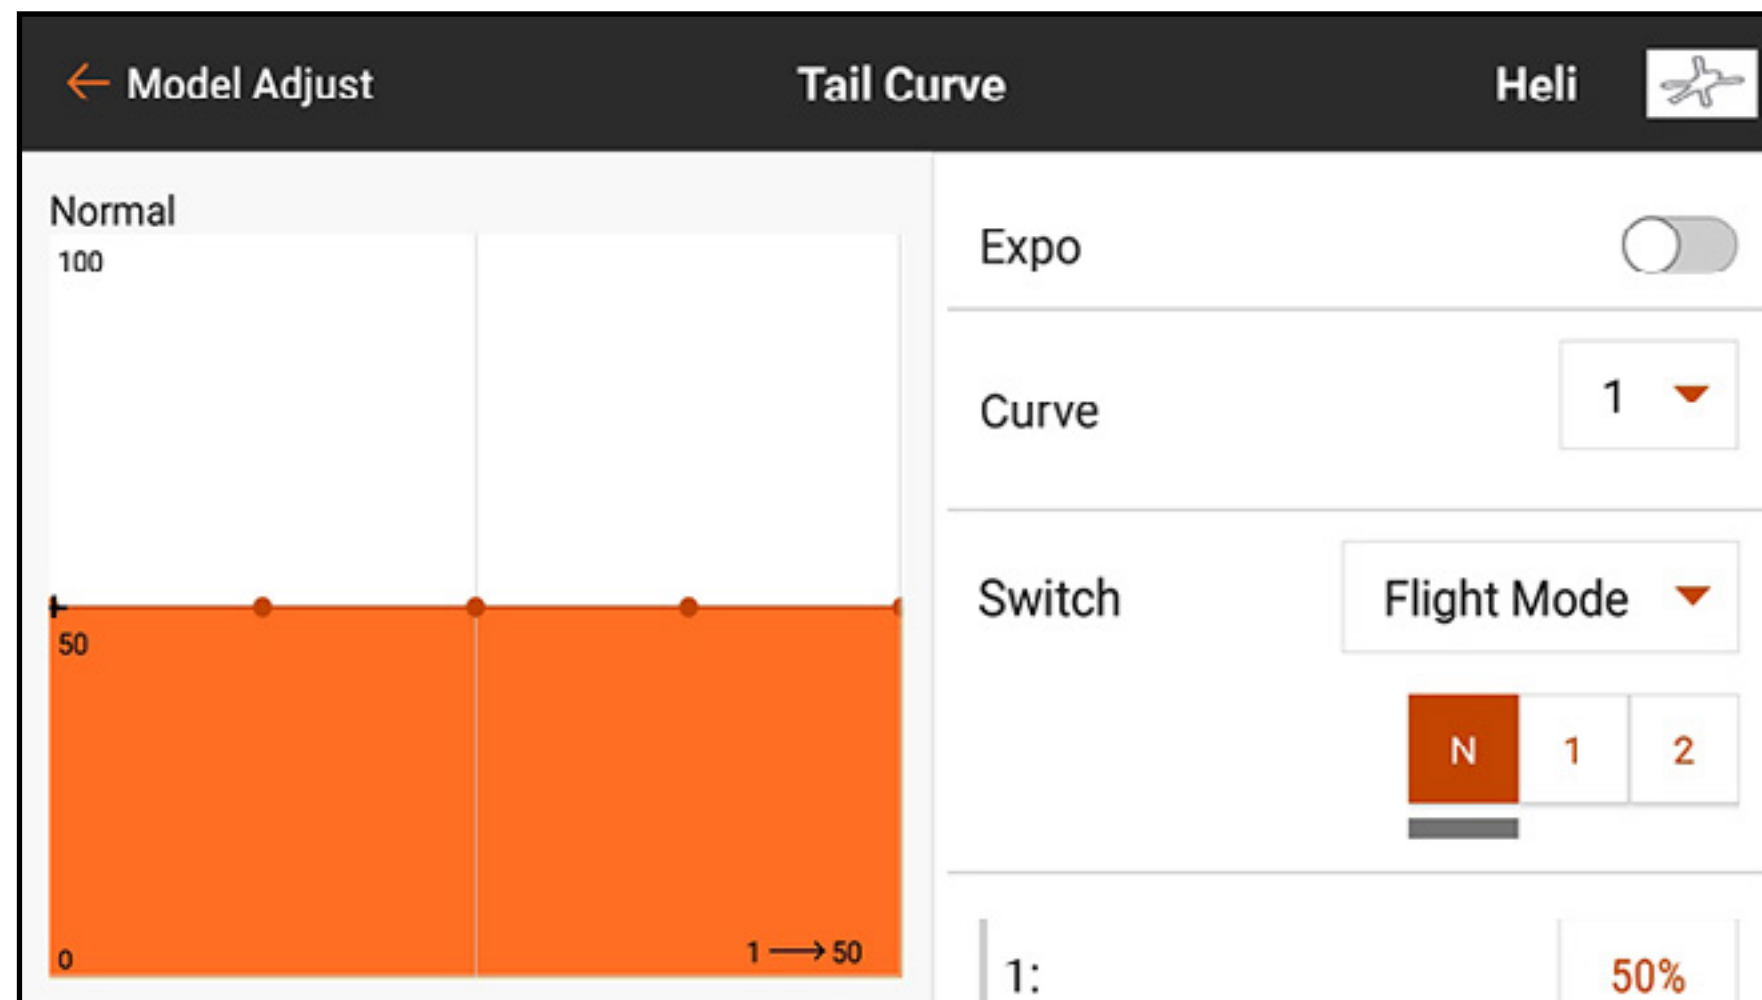 Model Adjust
Tail Curve
Heli
Normal
100
50
0
1 → 50
Expo
Curve
1
Switch
Flight Mode
N 1 2
1:
50%